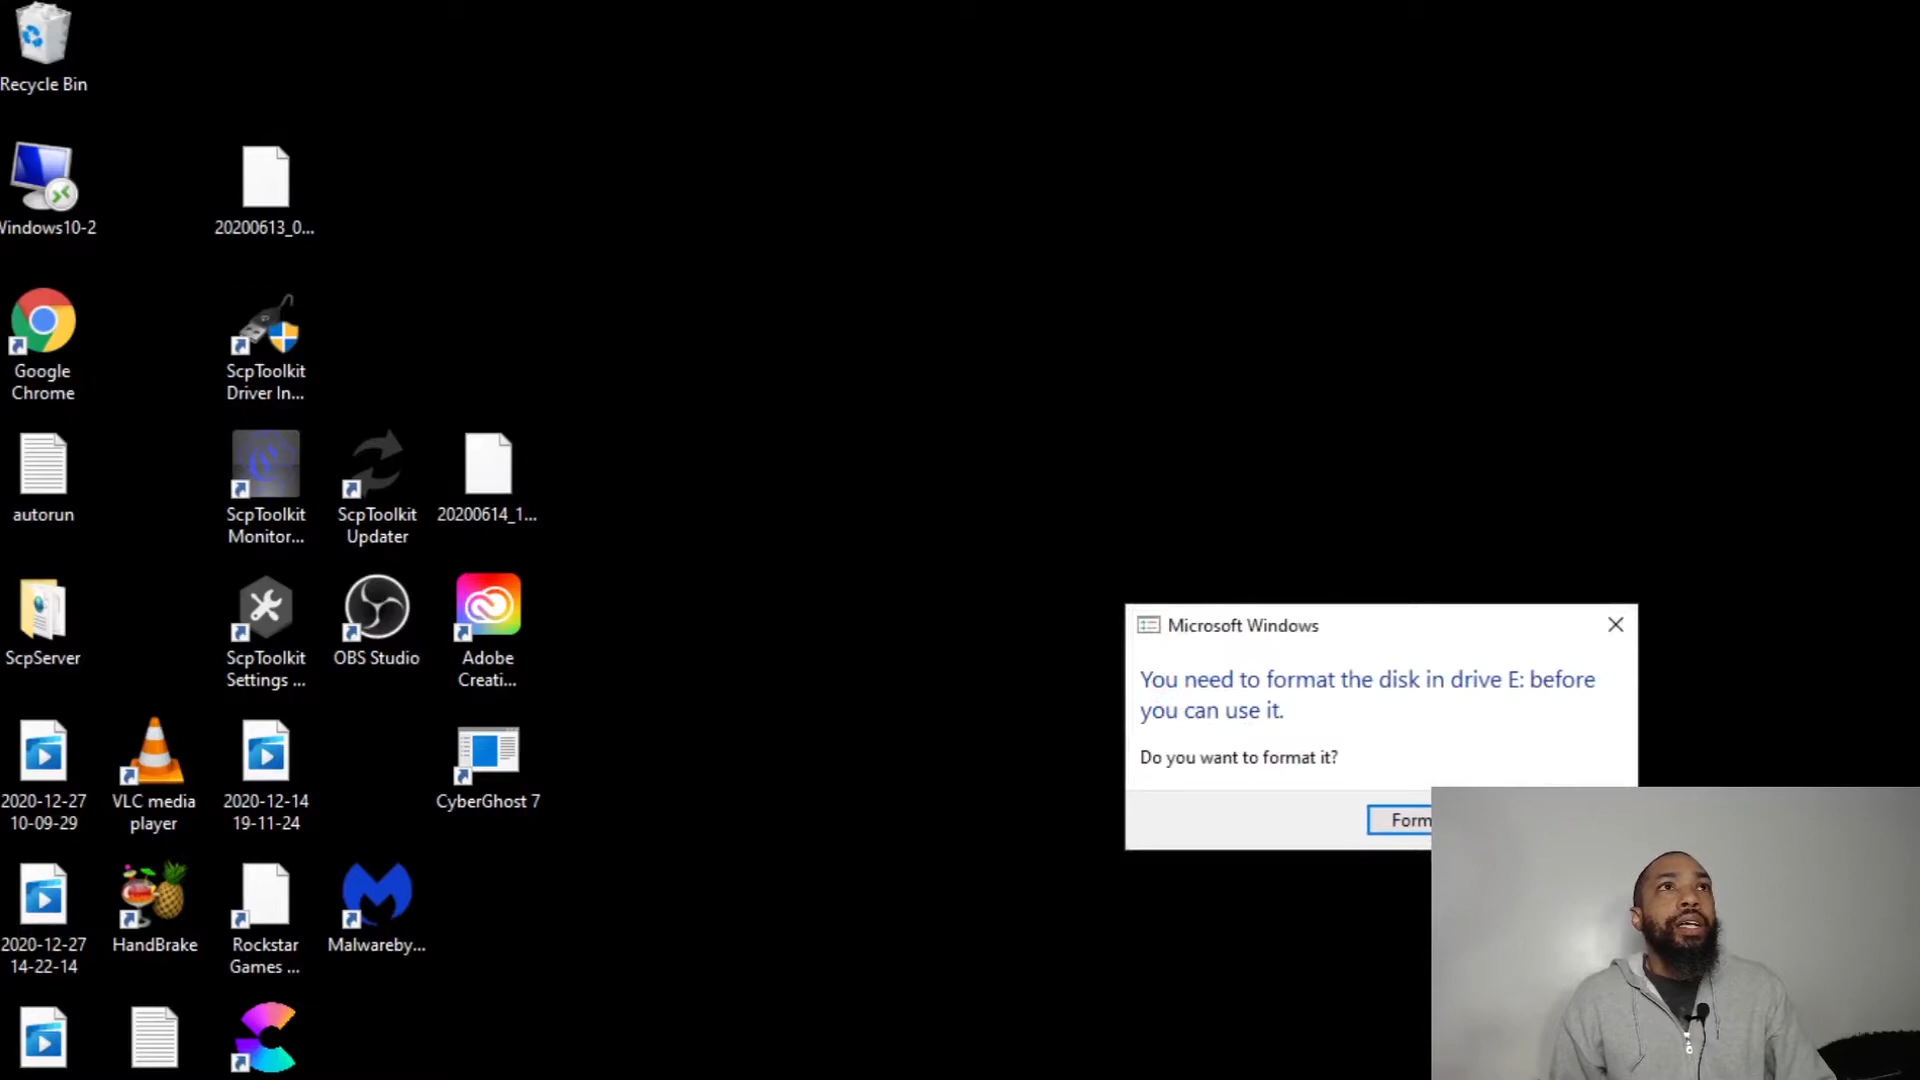 Recycle Bin
Windows10-2
20200613_0...
Google
Chrome
ScpToolkit
Driver In...
autorun
ScpToolkit
Monitor...
ScpToolkit
Updater
20200614_1...
ScpServer
ScpToolkit
Settings ...
OBS Studio
Adobe
Creati...
2020-12-27
10-09-29
VLC media
player
2020-12-14
19-11-24
CyberGhost 7
2020-12-27
14-22-14
HandBrake
Rockstar
Games ...
Malwareby...
Microsoft Windows
You need to format the disk in drive E: before
you can use it.
Do you want to format it?
Form